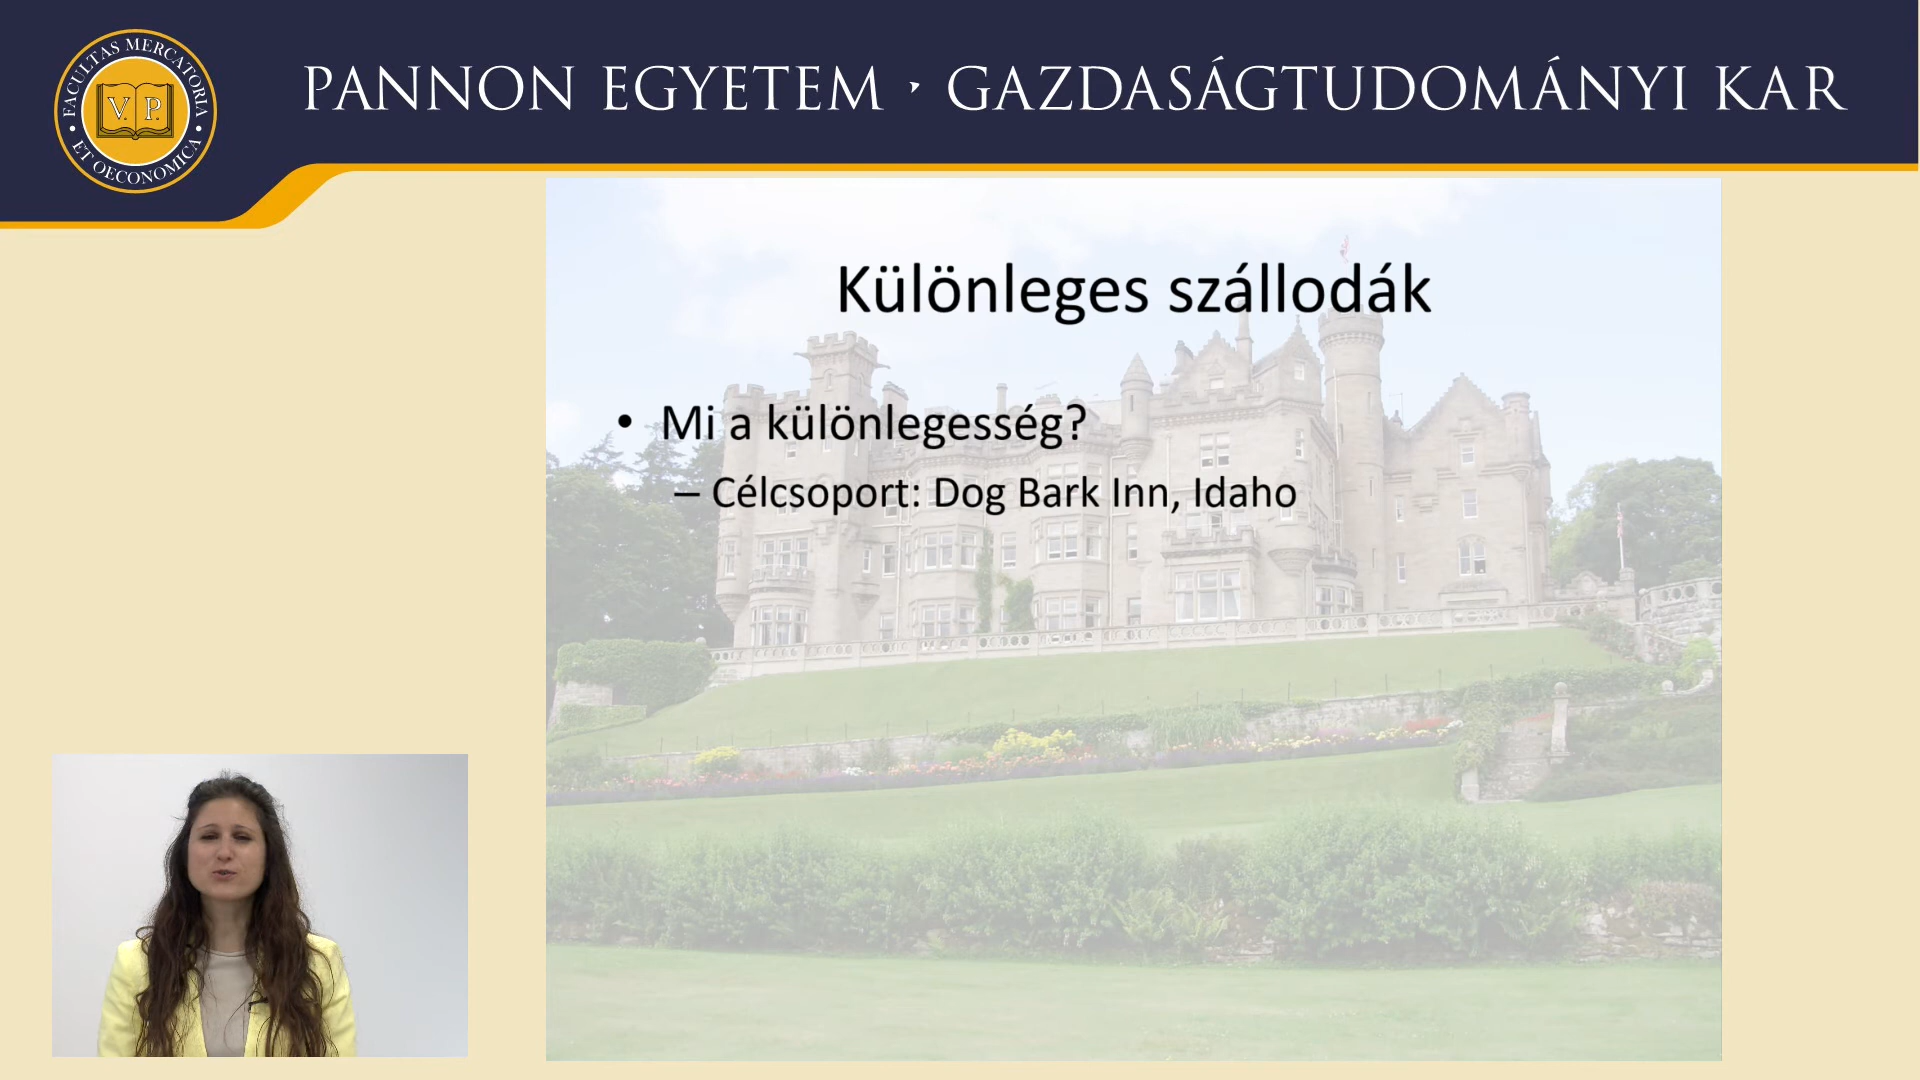 FACULTAS MERCATORIA
V. P.
• ET OECONOMICA •
PANNON EGYETEM · GAZDASÁGTUDOMÁNYI KAR
Különleges szállodák
• Mi a különlegesség?
– Célcsoport: Dog Bark Inn, Idaho